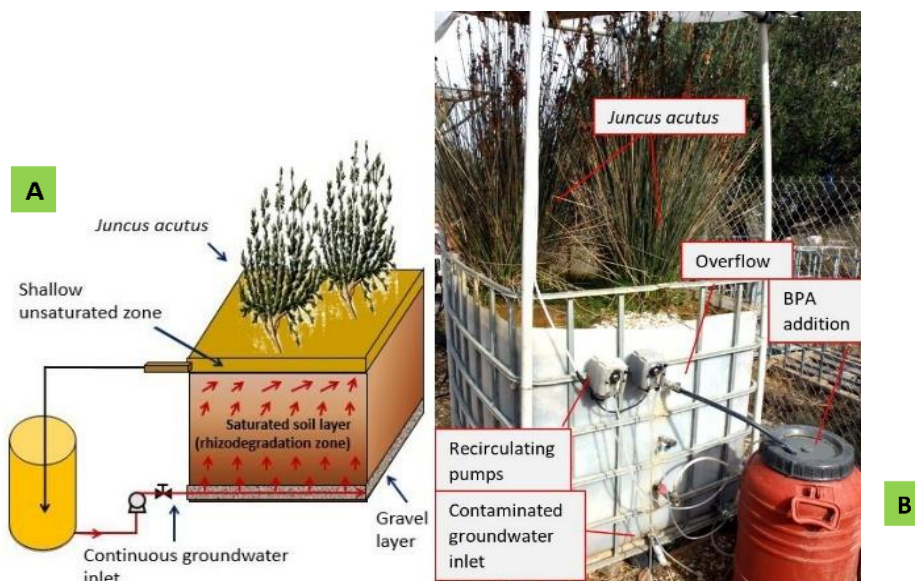 A
Juncus acutus
Shallow
unsaturated zone
Saturated soil layer
(rhizodegradation zone)
Continuous groundwater
inlet
Gravel
layer
Juncus acutus
Overflow
BPA
addition
Recirculating
pumps
Contaminated
groundwater
inlet
B